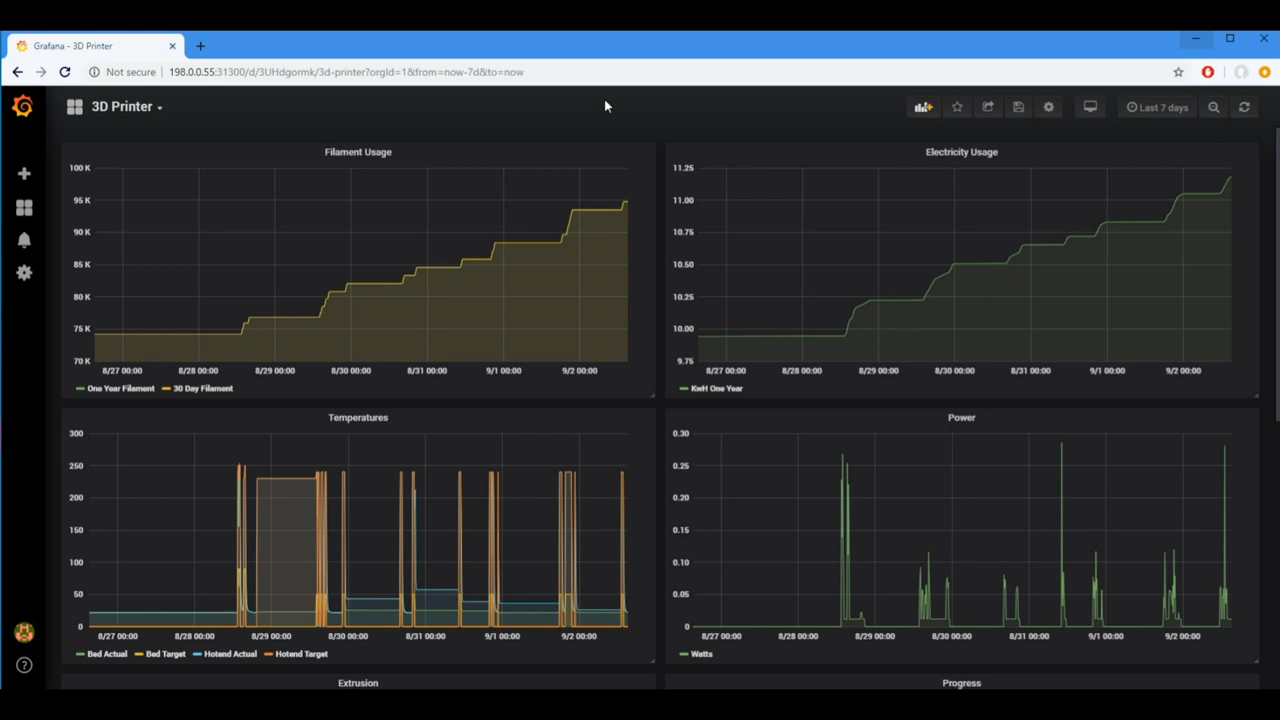 Grafana - 3D Printer
Not secure 198.0.0.55:31300/d/3UHdgormk/3d-printer?orgId=1&from=now-7d&to=now
3D Printer
Last 7 days
Filament Usage
100 K
95 K
90 K
85 K
80 K
75 K
70 K
8/27 00:00 8/28 00:00 8/29 00:00 8/30 00:00 8/31 00:00 9/1 00:00 9/2 00:00
One Year Filament 30 Day Filament
Electricity Usage
11.25
11.00
10.75
10.50
10.25
10.00
9.75
8/27 00:00 8/28 00:00 8/29 00:00 8/30 00:00 8/31 00:00 9/1 00:00 9/2 00:00
KwH One Year
Temperatures
300
250
200
150
100
50
0
8/27 00:00 8/28 00:00 8/29 00:00 8/30 00:00 8/31 00:00 9/1 00:00 9/2 00:00
Bed Actual Bed Target Hotend Actual Hotend Target
Power
0.30
0.25
0.20
0.15
0.10
0.05
0
8/27 00:00 8/28 00:00 8/29 00:00 8/30 00:00 8/31 00:00 9/1 00:00 9/2 00:00
Watts
Extrusion
Progress